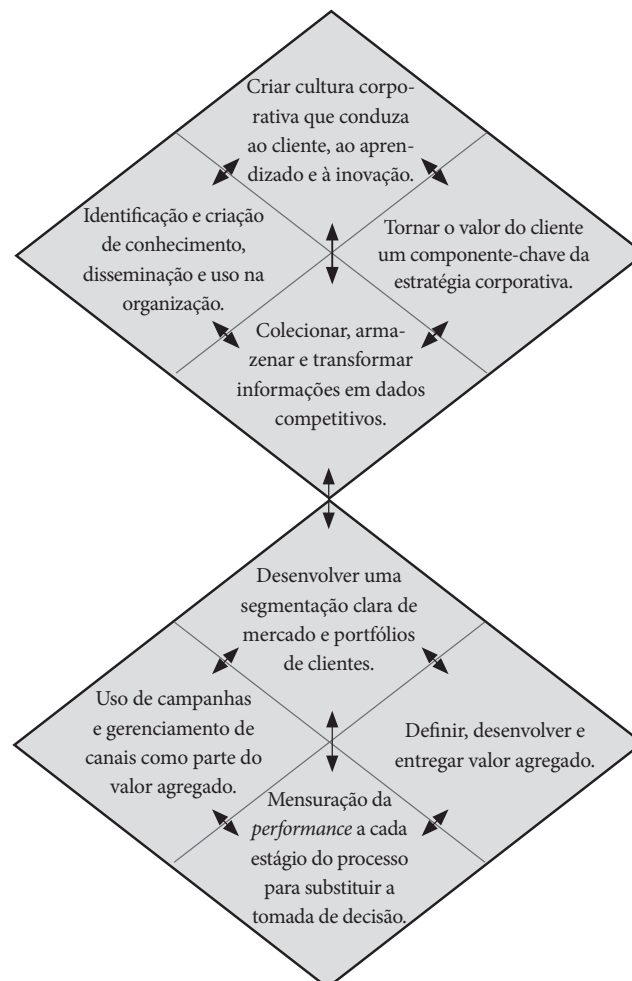 Criar cultura corpo-
rativa que conduza
ao cliente, ao apren-
dizado e à inovação.
Identificação e criação
de conhecimento,
disseminação e uso na
organização.
Tornar o valor do cliente
um componente-chave da
estratégia corporativa.
Colecionar, arma-
zenar e transformar
informações em dados
competitivos.
Desenvolver uma
segmentação clara de
mercado e portfólios
de clientes.
Uso de campanhas
e gerenciamento de
canais como parte do
valor agregado.
Definir, desenvolver e
entregar valor agregado.
Mensuração da
performance a cada
estágio do processo
para substituir a
tomada de decisão.